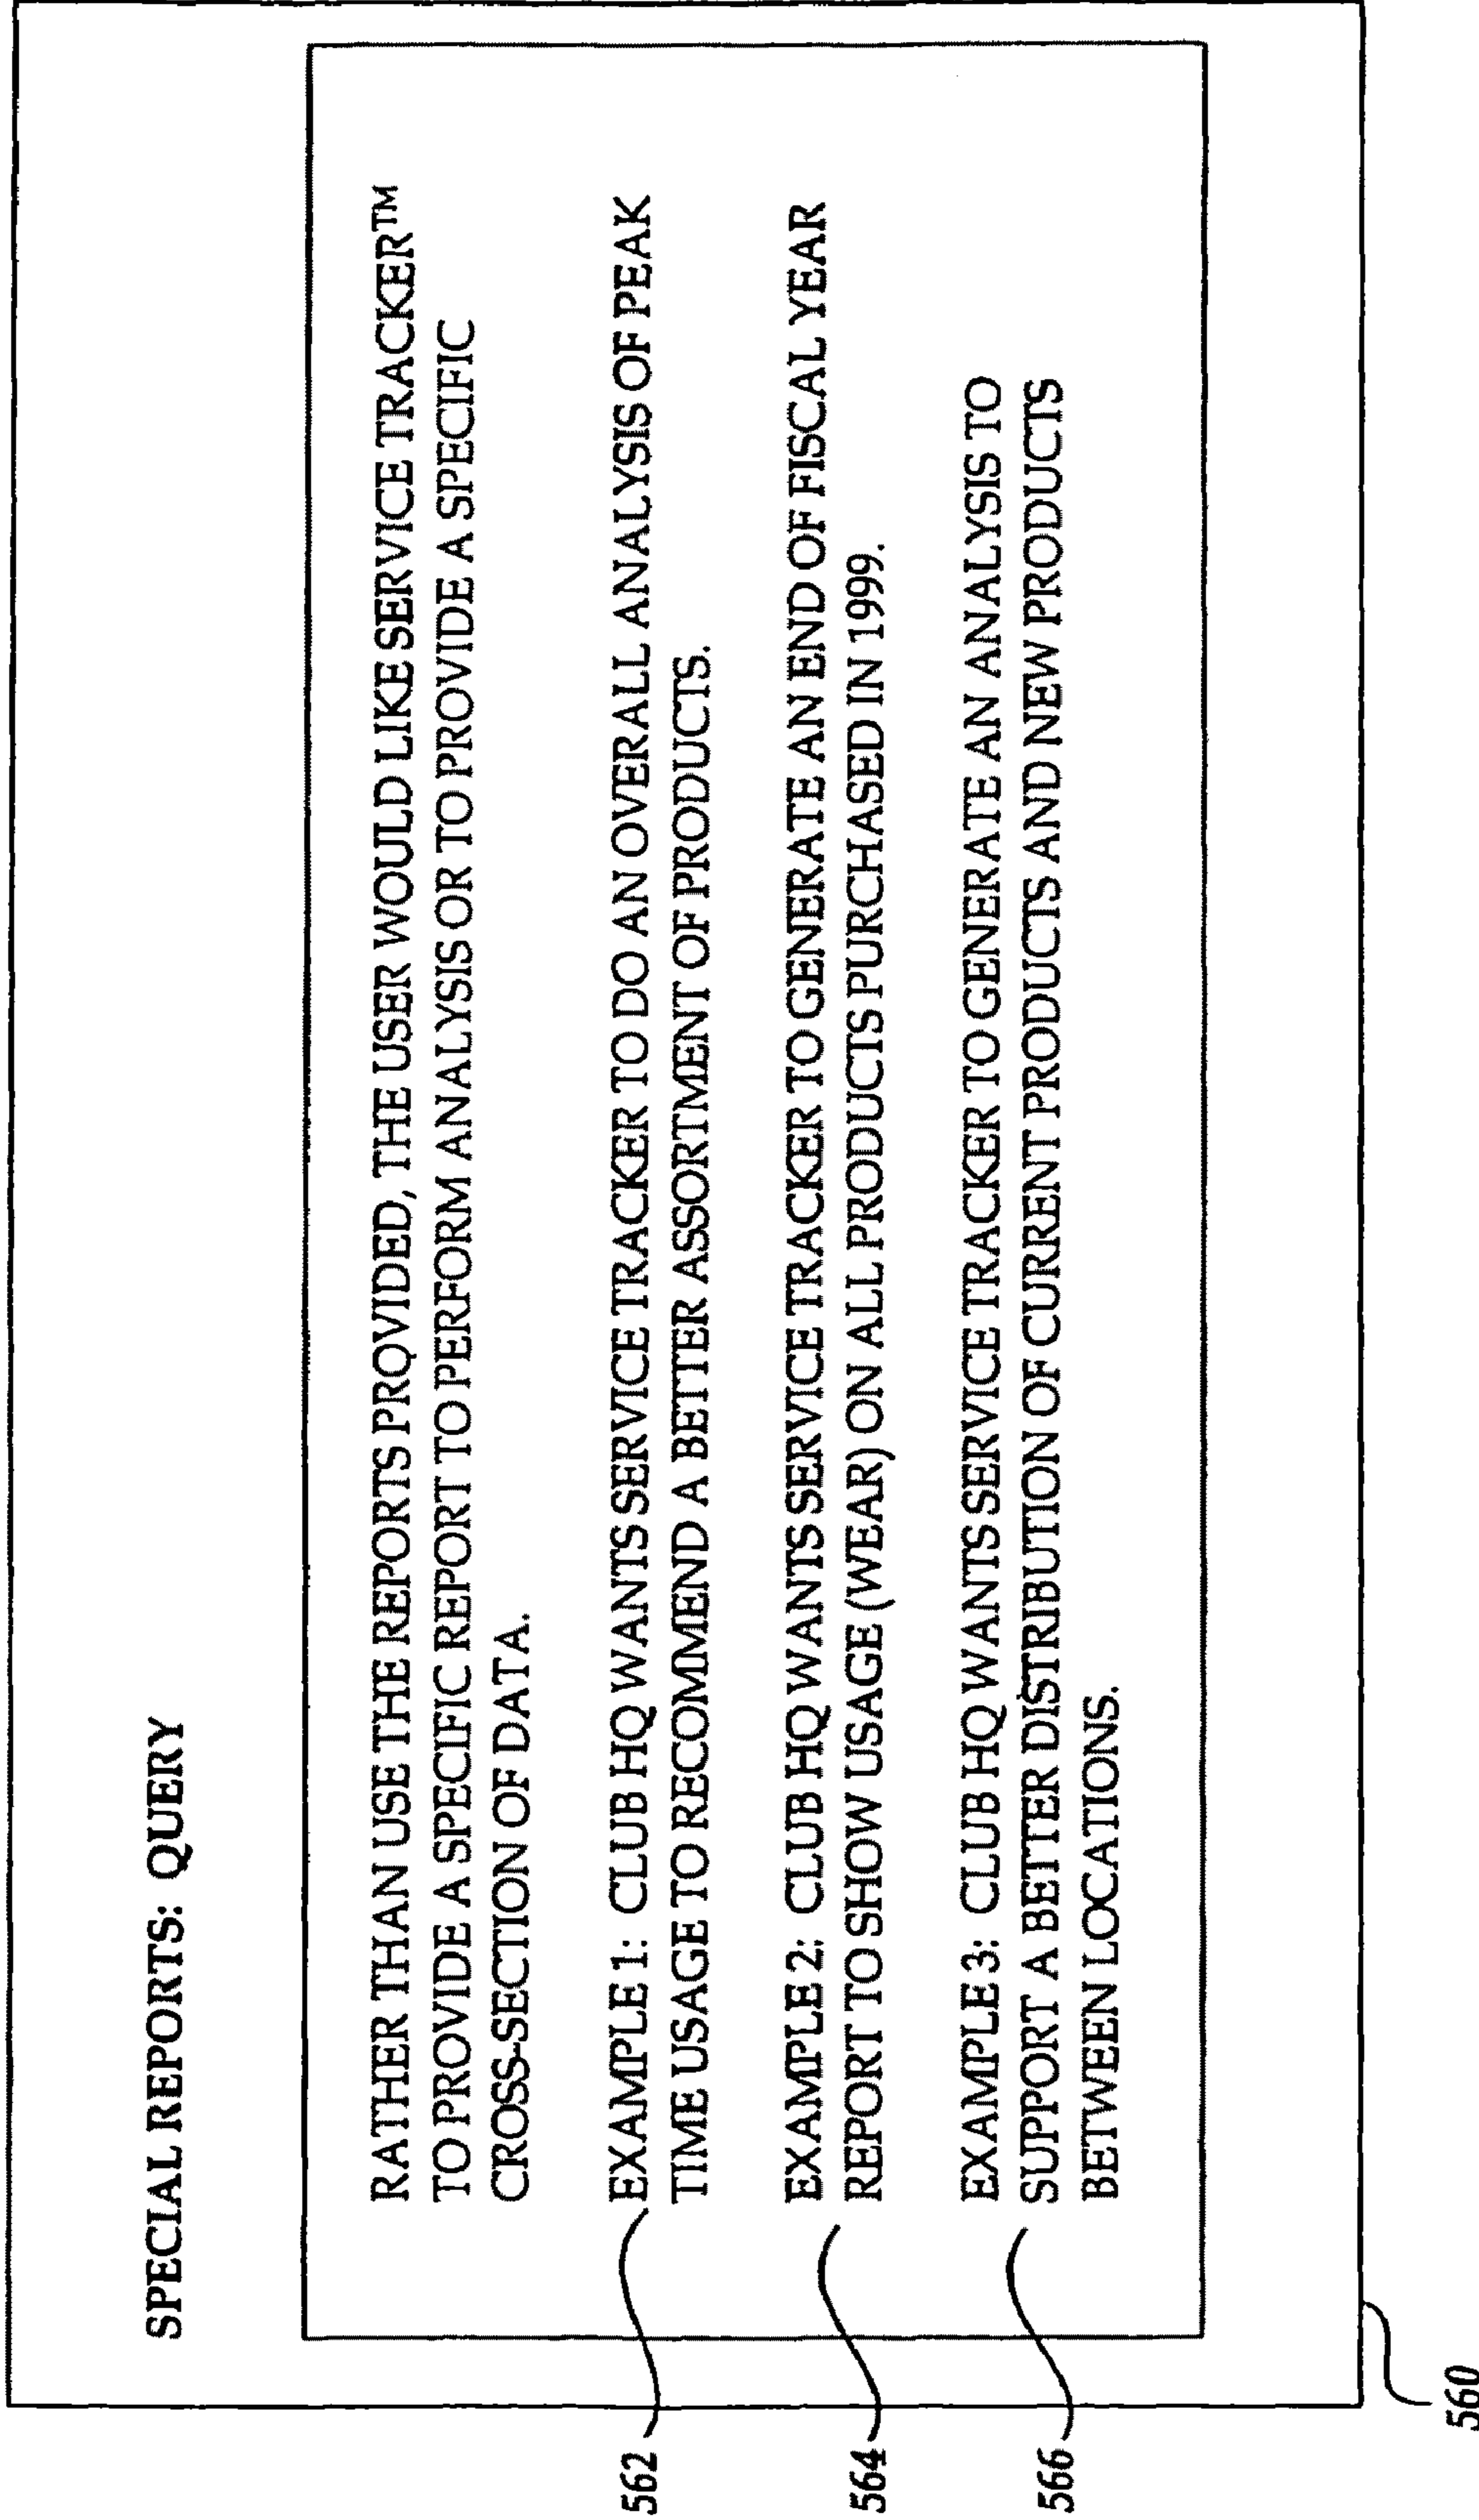 SPECIAL REPORTS: QUERY
RATHER THAN USE THE REPORTS PROVIDED, THE USER WOULD LIKE SERVICE TRACKER™
TO PROVIDE A SPECIFIC REPORT TO PERFORM ANALYSIS OR TO PROVIDE A SPECIFIC
CROSS-SECTION OF DATA.
562
EXAMPLE 1: CLUB HQ WANTS SERVICE TRACKER TO DO AN OVERALL ANALYSIS OF PEAK
TIME USAGE TO RECOMMEND A BETTER ASSORTMENT OF PRODUCTS.
564
EXAMPLE 2: CLUB HQ WANTS SERVICE TRACKER TO GENERATE AN END OF FISCAL YEAR
REPORT TO SHOW USAGE (WEAR) ON ALL PRODUCTS PURCHASED IN 1999.
566
EXAMPLE 3: CLUB HQ WANTS SERVICE TRACKER TO GENERATE AN ANALYSIS TO
SUPPORT A BETTER DISTRIBUTION OF CURRENT PRODUCTS AND NEW PRODUCTS
BETWEEN LOCATIONS.
560